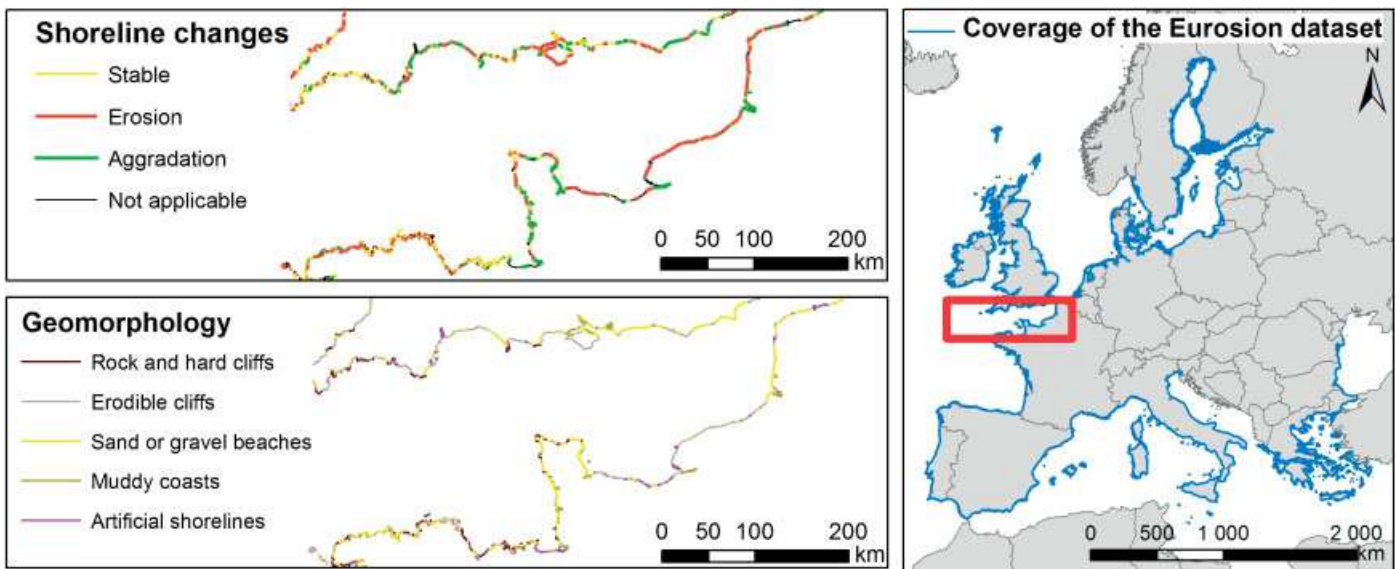 Shoreline changes
Stable
Erosion
Aggradation
Not applicable
0 50 100 200
km
Geomorphology
Rock and hard cliffs
Erodible cliffs
Sand or gravel beaches
Muddy coasts
Artificial shorelines
0 50 100 200
km
Coverage of the Eurosion dataset
N
0 500 1 000 2 000
km